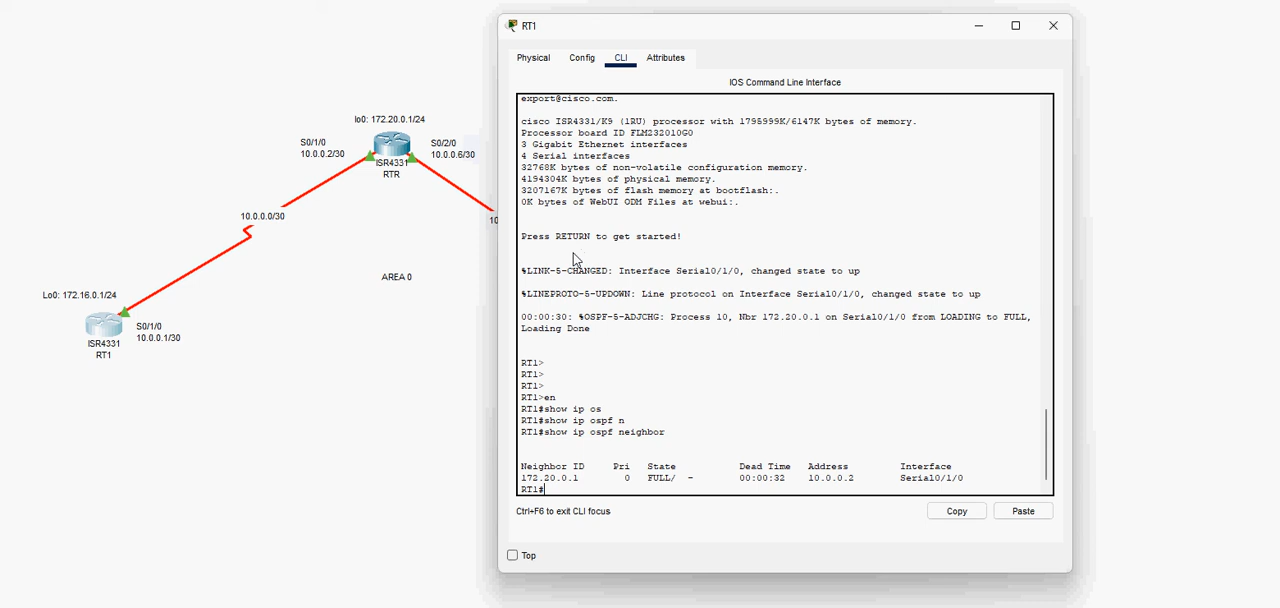 lo0: 172.20.0.1/24
S0/1/0
10.0.0.2/30
S0/2/0
10.0.0.6/30
ISR4331
RTR
10.0.0.0/30
10
AREA 0
Lo0: 172.16.0.1/24
S0/1/0
10.0.0.1/30
ISR4331
RT1
RT1
Physical Config CLI Attributes
IOS Command Line Interface
export@cisco.com.
cisco ISR4331/K9 (1RU) processor with 1795999K/6147K bytes of memory.
Processor board ID FLM232010G0
3 Gigabit Ethernet interfaces
4 Serial interfaces
32768K bytes of non-volatile configuration memory.
4194304K bytes of physical memory.
3207167K bytes of flash memory at bootflash:.
0K bytes of WebUI ODM Files at webui:.
Press RETURN to get started!
%LINK-5-CHANGED: Interface Serial0/1/0, changed state to up
%LINEPROTO-5-UPDOWN: Line protocol on Interface Serial0/1/0, changed state to up
00:00:30: %OSPF-5-ADJCHG: Process 10, Nbr 172.20.0.1 on Serial0/1/0 from LOADING to FULL,
Loading Done
RT1>
RT1>
RT1>
RT1>en
RT1#show ip os
RT1#show ip ospf n
RT1#show ip ospf neighbor
Neighbor ID Pri State Dead Time Address Interface
172.20.0.1 0 FULL/ - 00:00:32 10.0.0.2 Serial0/1/0
RT1#
Ctrl+F6 to exit CLI focus
Copy Paste
Top